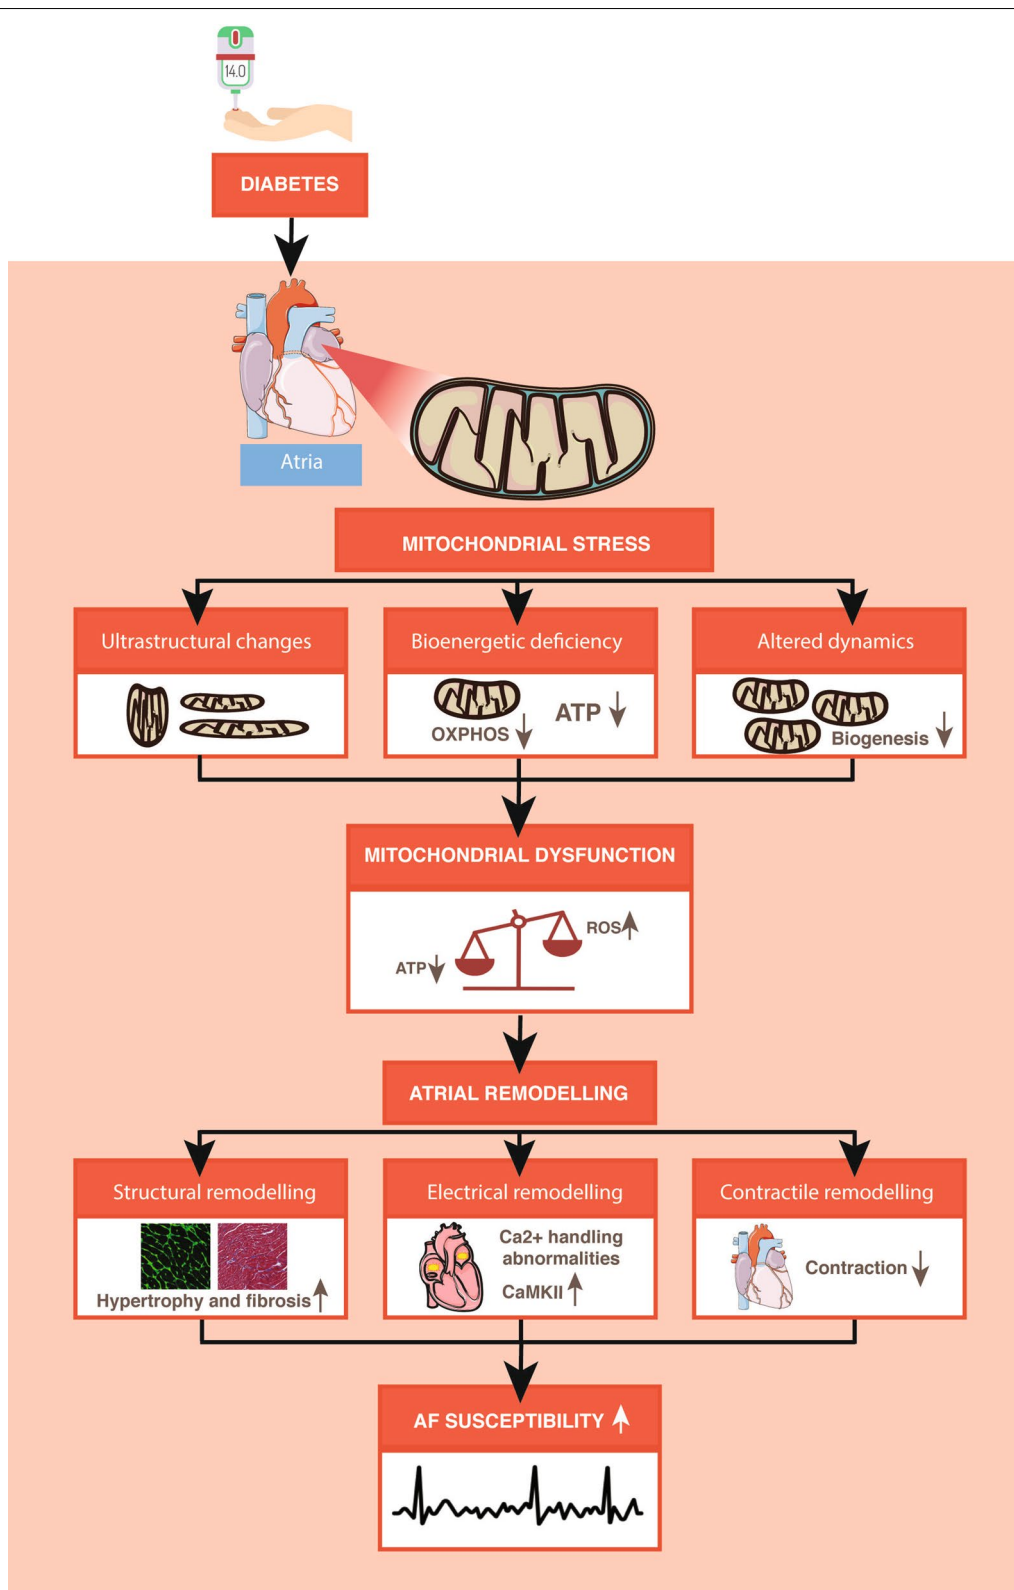 14.0
DIABETES
Atria
MITOCHONDRIAL STRESS
Ultrastructural changes
Bioenergetic deficiency
Altered dynamics
OXPHOS
ATP
Biogenesis
MITOCHONDRIAL DYSFUNCTION
ATP
ROS
ATRIAL REMODELLING
Structural remodelling
Hypertrophy and fibrosis
Electrical remodelling
Ca2+ handling
abnormalities
CaMKII
Contractile remodelling
Contraction
AF SUSCEPTIBILITY